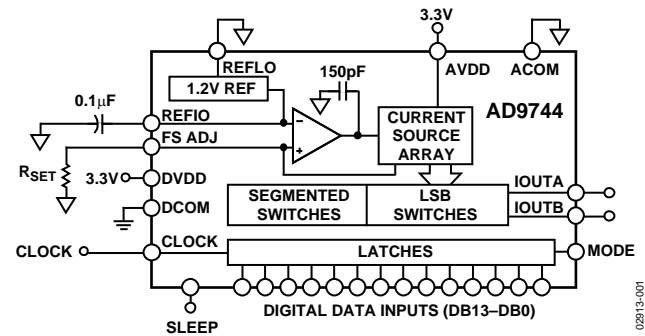 3.3V
REFLO
1.2V REF
150pF
AVDD
ACOM
AD9744
0.1µF
REFIO
FS ADJ
–
+
CURRENT
SOURCE
ARRAY
RSET
3.3V
DVDD
DCOM
SEGMENTED
SWITCHES
LSB
SWITCHES
IOUTA
IOUTB
CLOCK
CLOCK
LATCHES
MODE
SLEEP
DIGITAL DATA INPUTS (DB13–DB0)
02913-001